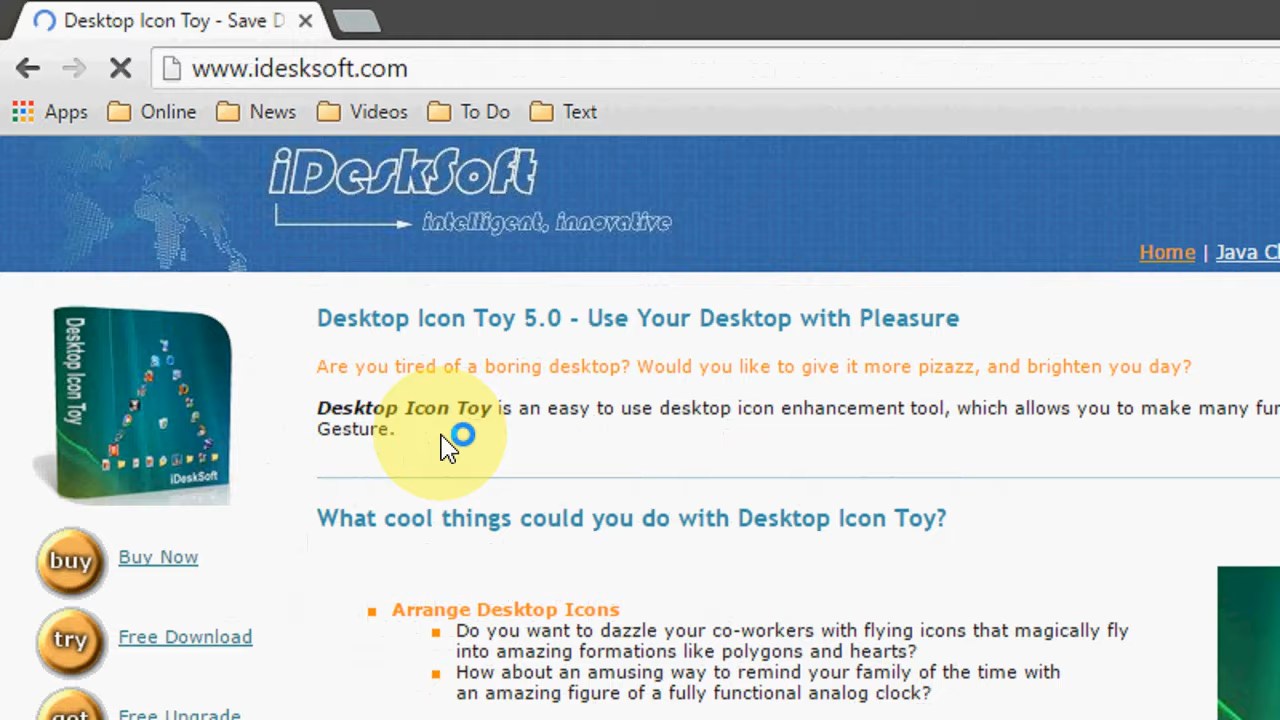 Desktop Icon Toy - Save D
www.idesksoft.com
Apps Online News Videos To Do Text
iDeskSoft
intelligent, innovative
Home | Java Cl
Desktop Icon Toy
iDeskSoft
Desktop Icon Toy 5.0 - Use Your Desktop with Pleasure
Are you tired of a boring desktop? Would you like to give it more pizazz, and brighten you day?
Desktop Icon Toy is an easy to use desktop icon enhancement tool, which allows you to make many fun
Gesture.
What cool things could you do with Desktop Icon Toy?
buy Buy Now
Arrange Desktop Icons
try Free Download
Do you want to dazzle your co-workers with flying icons that magically fly
into amazing formations like polygons and hearts?
How about an amusing way to remind your family of the time with
an amazing figure of a fully functional analog clock?
got Free Upgrade